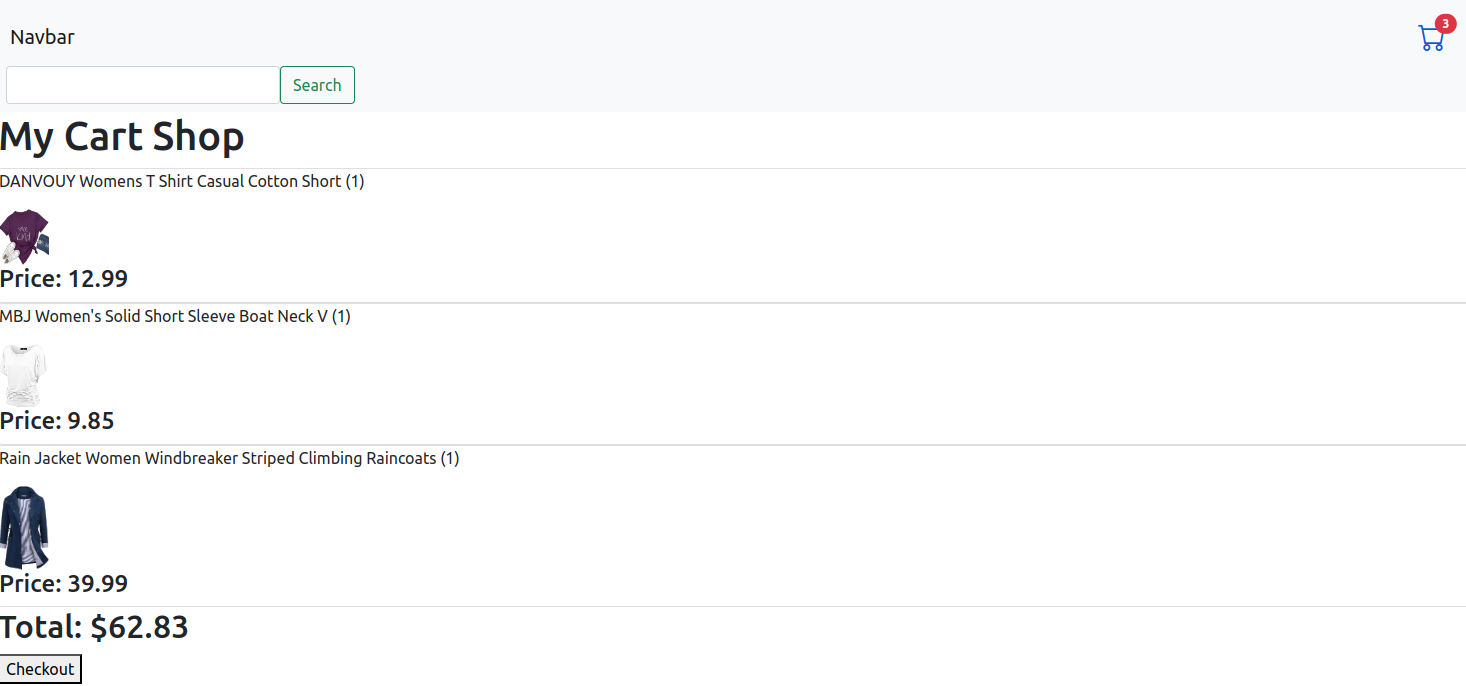 Navbar
3
Search
My Cart Shop
DANVOUY Womens T Shirt Casual Cotton Short (1)
Price: 12.99
MBJ Women's Solid Short Sleeve Boat Neck V (1)
Price: 9.85
Rain Jacket Women Windbreaker Striped Climbing Raincoats (1)
Price: 39.99
Total: $62.83
Checkout